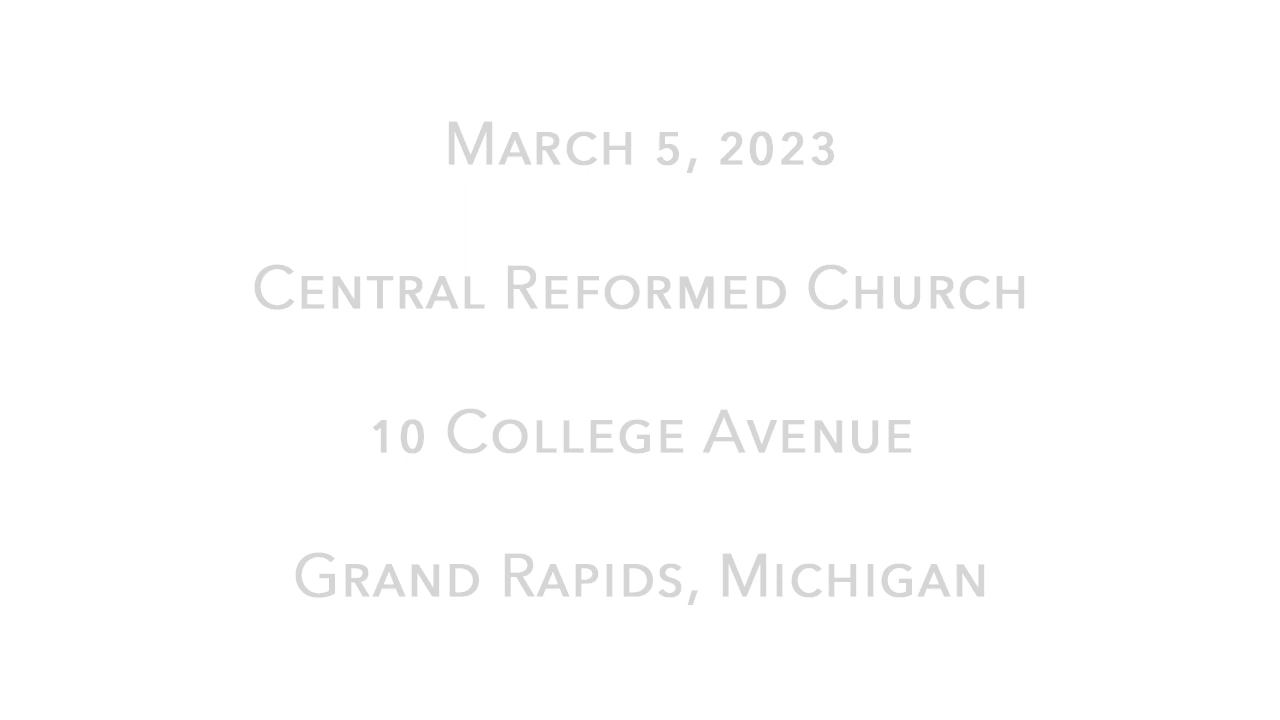 March 5, 2023
Central Reformed Church
10 College Avenue
Grand Rapids, Michigan